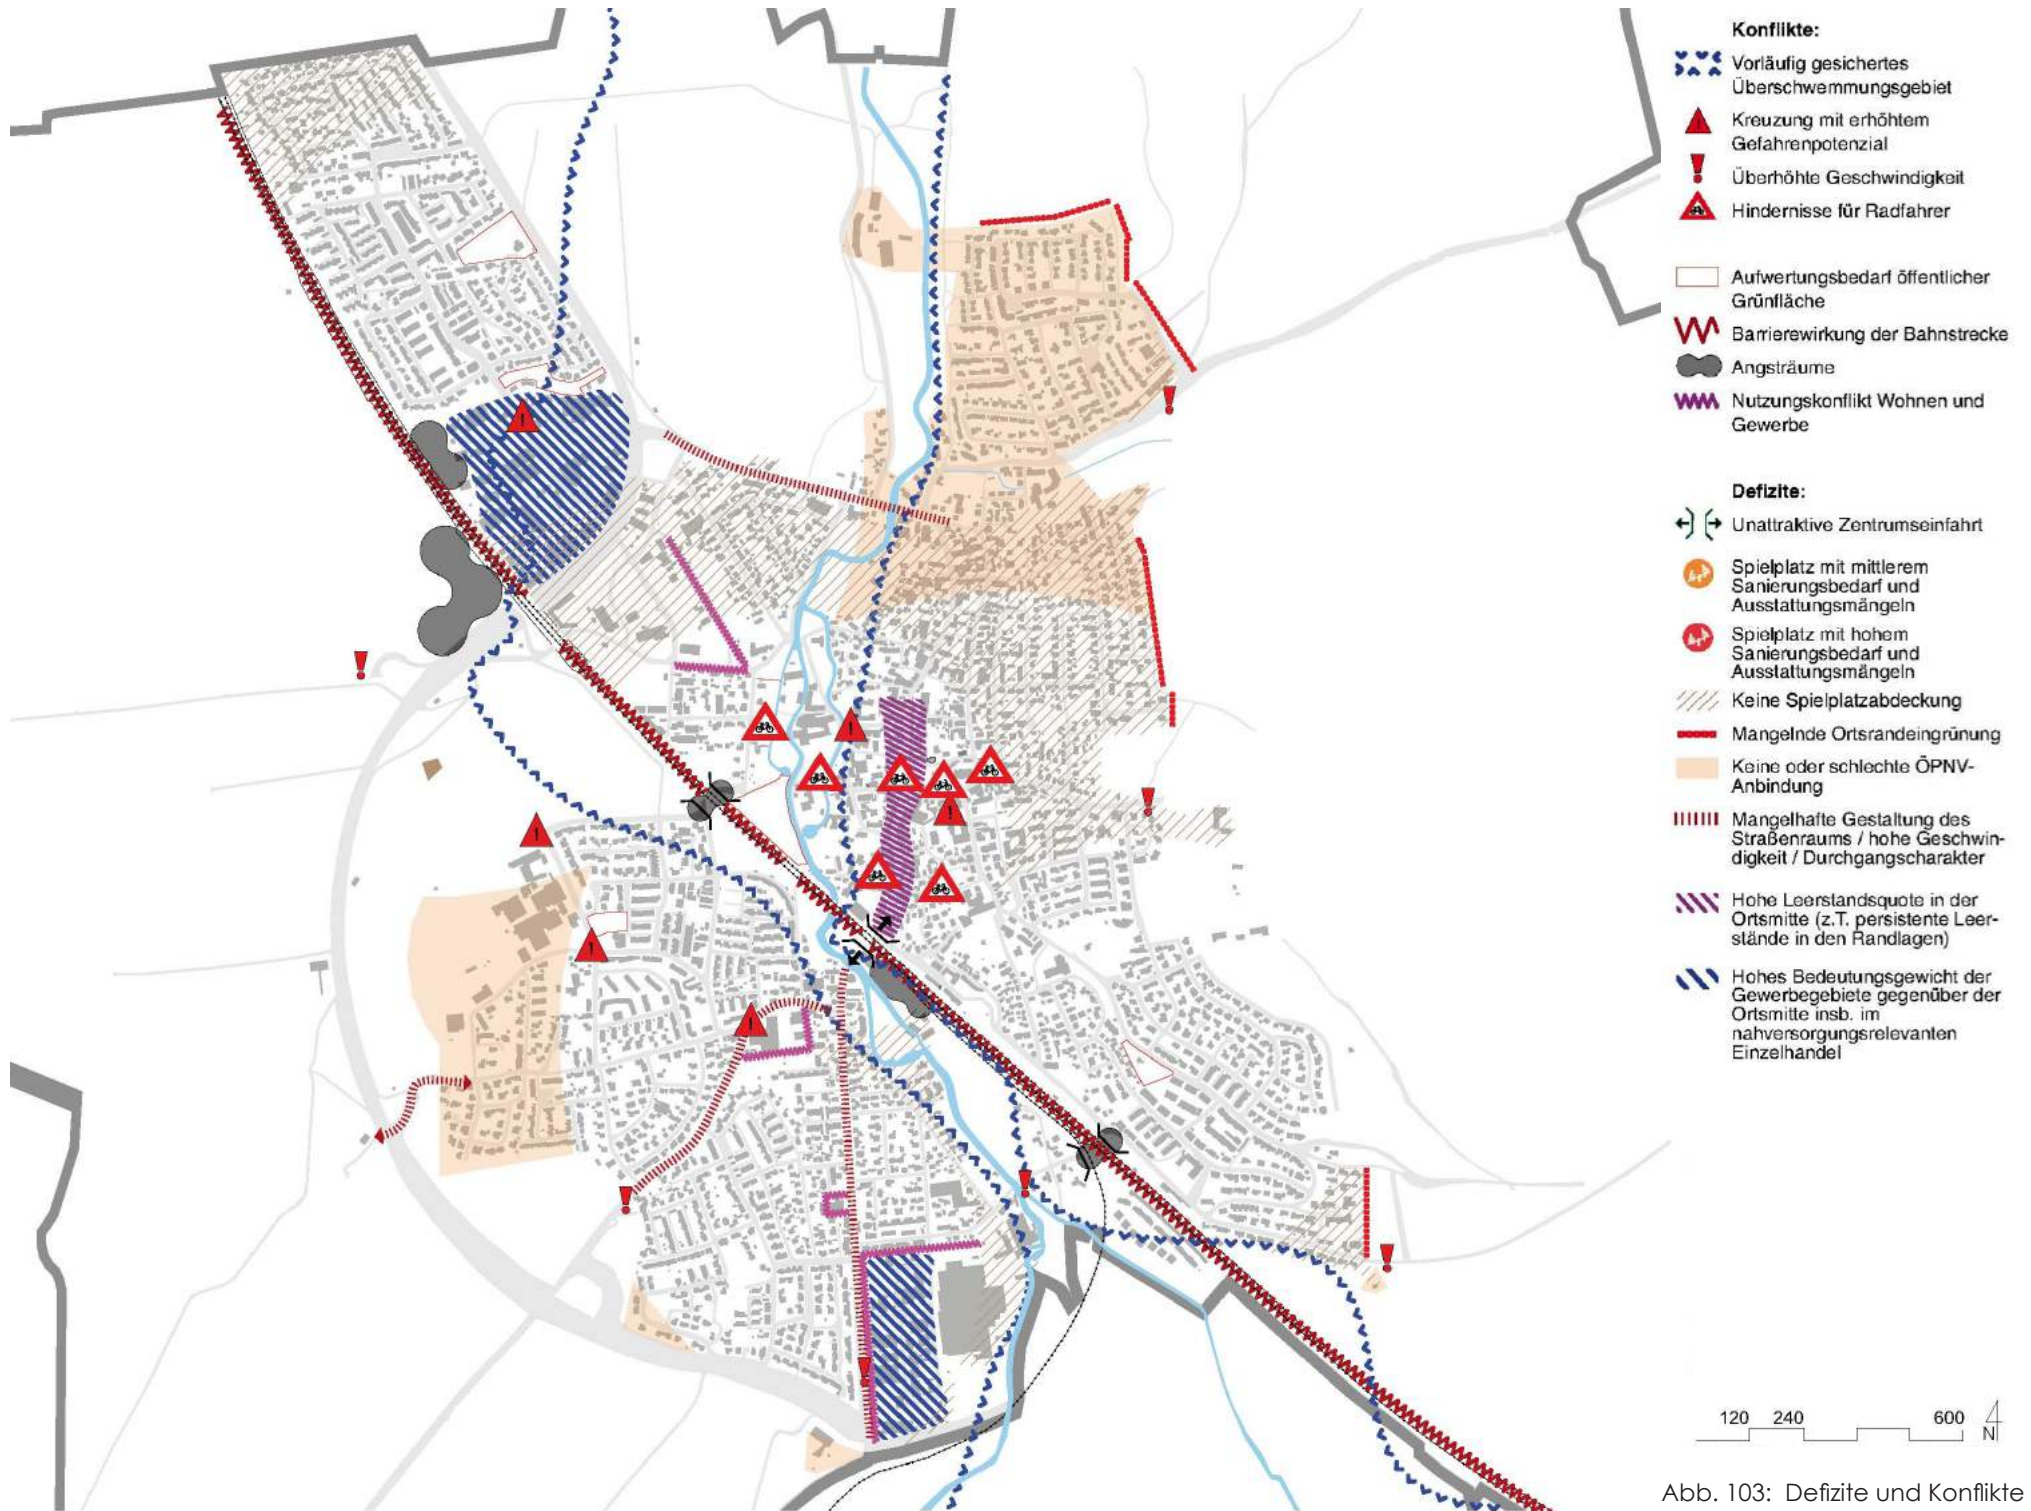 Konflikte:
Vorläufig gesichertes
Überschwemmungsgebiet
Kreuzung mit erhöhtem
Gefahrenpotenzial
Überhöhte Geschwindigkeit
Hindernisse für Radfahrer
Aufwertungsbedarf öffentlicher
Grünfläche
Barrierewirkung der Bahnstrecke
Angsträume
Nutzungskonflikt Wohnen und
Gewerbe
Defizite:
Unattraktive Zentrumseinfahrt
Spielplatz mit mittlerem
Sanierungsbedarf und
Ausstattungsmängeln
Spielplatz mit hohem
Sanierungsbedarf und
Ausstattungsmängeln
Keine Spielplatzabdeckung
Mangelnde Ortsrandeingrünung
Keine oder schlechte ÖPNV-
Anbindung
Mangelhafte Gestaltung des
Straßenraums / hohe Geschwin-
digkeit / Durchgangscharakter
Hohe Leerstandsquote in der
Ortsmitte (z.T. persistente Leer-
stände in den Randlagen)
Hohes Bedeutungsgewicht der
Gewerbegebiete gegenüber der
Ortsmitte insb. im
nahversorgungsrelevanten
Einzelhandel
120 240 600 N
Abb. 103: Defizite und Konflikte